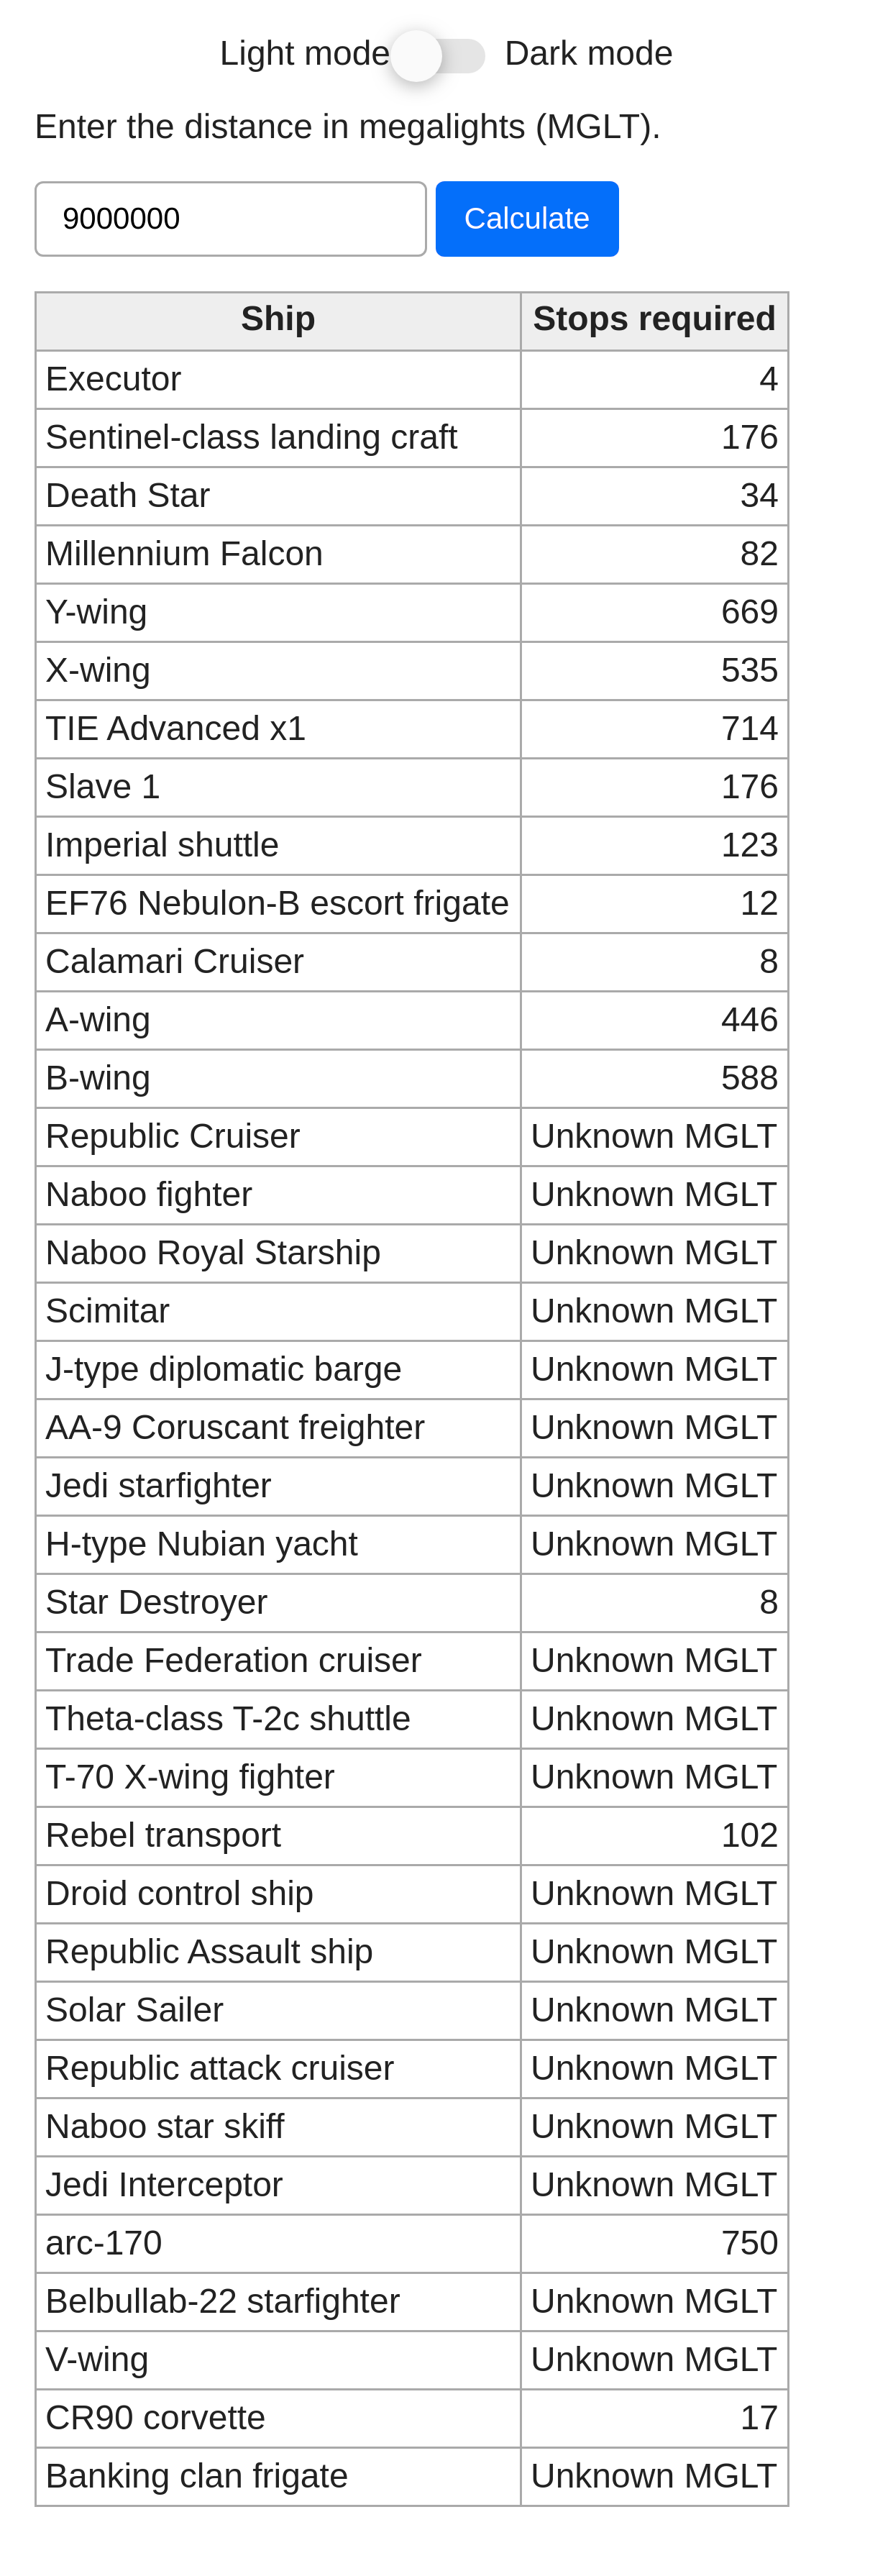 Light mode Dark mode
Enter the distance in megalights (MGLT).
9000000 Calculate
Ship Stops required
Executor 4
Sentinel-class landing craft 176
Death Star 34
Millennium Falcon 82
Y-wing 669
X-wing 535
TIE Advanced x1 714
Slave 1 176
Imperial shuttle 123
EF76 Nebulon-B escort frigate 12
Calamari Cruiser 8
A-wing 446
B-wing 588
Republic Cruiser Unknown MGLT
Naboo fighter Unknown MGLT
Naboo Royal Starship Unknown MGLT
Scimitar Unknown MGLT
J-type diplomatic barge Unknown MGLT
AA-9 Coruscant freighter Unknown MGLT
Jedi starfighter Unknown MGLT
H-type Nubian yacht Unknown MGLT
Star Destroyer 8
Trade Federation cruiser Unknown MGLT
Theta-class T-2c shuttle Unknown MGLT
T-70 X-wing fighter Unknown MGLT
Rebel transport 102
Droid control ship Unknown MGLT
Republic Assault ship Unknown MGLT
Solar Sailer Unknown MGLT
Republic attack cruiser Unknown MGLT
Naboo star skiff Unknown MGLT
Jedi Interceptor Unknown MGLT
arc-170 750
Belbullab-22 starfighter Unknown MGLT
V-wing Unknown MGLT
CR90 corvette 17
Banking clan frigate Unknown MGLT